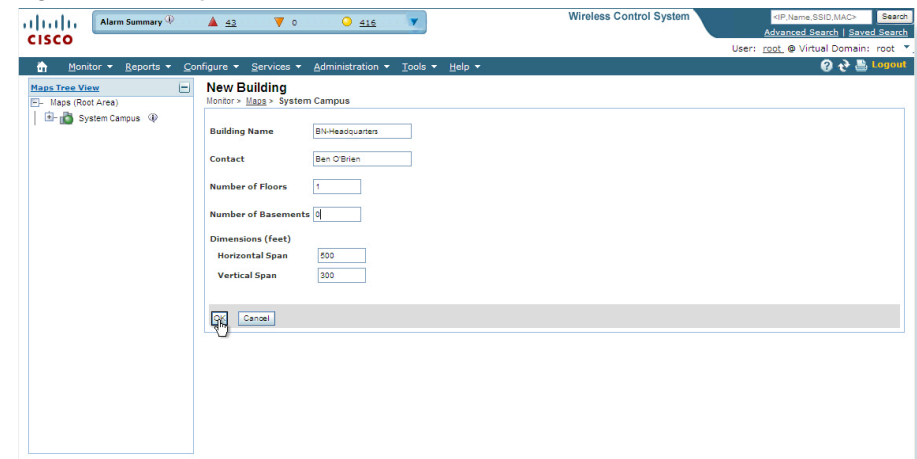 Alarm Summary
43
0
416
Wireless Control System
<IP,Name,SSID,MAC>
Search
Advanced Search | Saved Search
CISCO
User: root @ Virtual Domain: root
Monitor Reports Configure Services Administration Tools Help
Logout
Maps Tree View
Maps (Root Area)
System Campus
New Building
Monitor > Maps > System Campus
Building Name BN-Headquarters
Contact Ben O'Brien
Number of Floors 1
Number of Basements 0
Dimensions (feet)
Horizontal Span 500
Vertical Span 300
OK Cancel